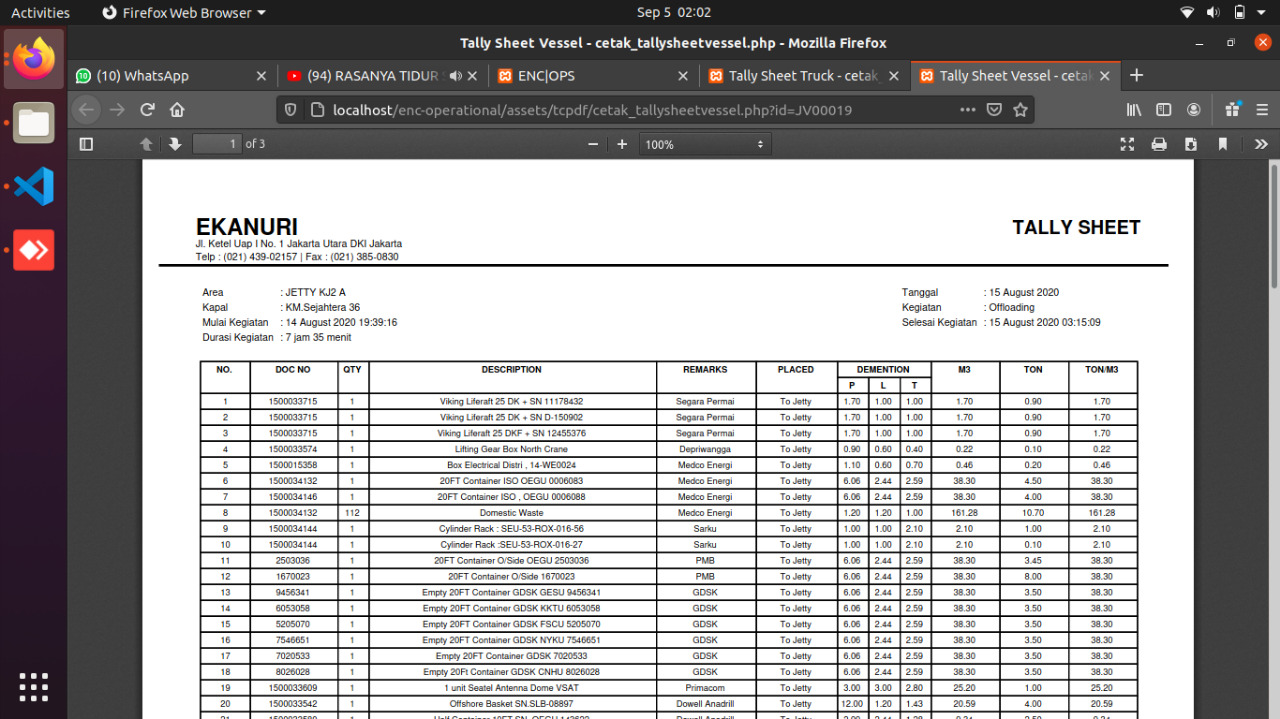 Activities Firefox Web Browser Sep 5 02:02
Tally Sheet Vessel - cetak_tallysheetvessel.php - Mozilla Firefox
(10) WhatsApp (94) RASANYA TIDUR ENC|OPS Tally Sheet Truck - cetak Tally Sheet Vessel - cetak
localhost/enc-operational/assets/tcpdf/cetak_tallysheetvessel.php?id=JV00019
1 of 3 100%
EKANURI TALLY SHEET
Jl. Ketel Uap I No. 1 Jakarta Utara DKI Jakarta
Telp : (021) 439-02157 | Fax : (021) 385-0830
Area : JETTY KJ2 A Tanggal : 15 August 2020
Kapal : KM.Sejahtera 36 Kegiatan : Offloading
Mulai Kegiatan : 14 August 2020 19:39:16 Selesai Kegiatan : 15 August 2020 03:15:09
Durasi Kegiatan : 7 jam 35 menit
NO. DOC NO QTY DESCRIPTION REMARKS PLACED DEMENTION M3 TON TON/M3
P L T
1 1500033715 1 Viking Liferaft 25 DK + SN 11178432 Segara Permai To Jetty 1.70 1.00 1.00 1.70 0.90 1.70
2 1500033715 1 Viking Liferaft 25 DK + SN D-150902 Segara Permai To Jetty 1.70 1.00 1.00 1.70 0.90 1.70
3 1500033715 1 Viking Liferaft 25 DKF + SN 12455376 Segara Permai To Jetty 1.70 1.00 1.00 1.70 0.90 1.70
4 1500033574 1 Lifting Gear Box North Crane Depriwangga To Jetty 0.90 0.60 0.40 0.22 0.10 0.22
5 1500015358 1 Box Electrical Distri , 14-WE0024 Medco Energi To Jetty 1.10 0.60 0.70 0.46 0.20 0.46
6 1500034132 1 20FT Container ISO OEGU 0006083 Medco Energi To Jetty 6.06 2.44 2.59 38.30 4.50 38.30
7 1500034146 1 20FT Container ISO , OEGU 0006088 Medco Energi To Jetty 6.06 2.44 2.59 38.30 4.00 38.30
8 1500034132 112 Domestic Waste Medco Energi To Jetty 1.20 1.20 1.00 161.28 10.70 161.28
9 1500034144 1 Cylinder Rack : SEU-53-ROX-016-56 Sarku To Jetty 1.00 1.00 2.10 2.10 1.00 2.10
10 1500034144 1 Cylinder Rack :SEU-53-ROX-016-27 Sarku To Jetty 1.00 1.00 2.10 2.10 0.10 2.10
11 2503036 1 20FT Container O/Side OEGU 2503036 PMB To Jetty 6.06 2.44 2.59 38.30 3.45 38.30
12 1670023 1 20FT Container O/Side 1670023 PMB To Jetty 6.06 2.44 2.59 38.30 8.00 38.30
13 9456341 1 Empty 20FT Container GDSK GESU 9456341 GDSK To Jetty 6.06 2.44 2.59 38.30 3.50 38.30
14 6053058 1 Empty 20FT Container GDSK KKTU 6053058 GDSK To Jetty 6.06 2.44 2.59 38.30 3.50 38.30
15 5205070 1 Empty 20FT Container GDSK FSCU 5205070 GDSK To Jetty 6.06 2.44 2.59 38.30 3.50 38.30
16 7546651 1 Empty 20FT Container GDSK NYKU 7546651 GDSK To Jetty 6.06 2.44 2.59 38.30 3.50 38.30
17 7020533 1 Empty 20FT Container GDSK 7020533 GDSK To Jetty 6.06 2.44 2.59 38.30 3.50 38.30
18 8026028 1 Empty 20Ft Container GDSK CNHU 8026028 GDSK To Jetty 6.06 2.44 2.59 38.30 3.50 38.30
19 1500033609 1 1 unit Seatel Antenna Dome VSAT Primacom To Jetty 3.00 3.00 2.80 25.20 1.00 25.20
20 1500033542 1 Offshore Basket SN.SLB-08897 Dowell Anadrill To Jetty 12.00 1.20 1.43 20.59 4.00 20.59